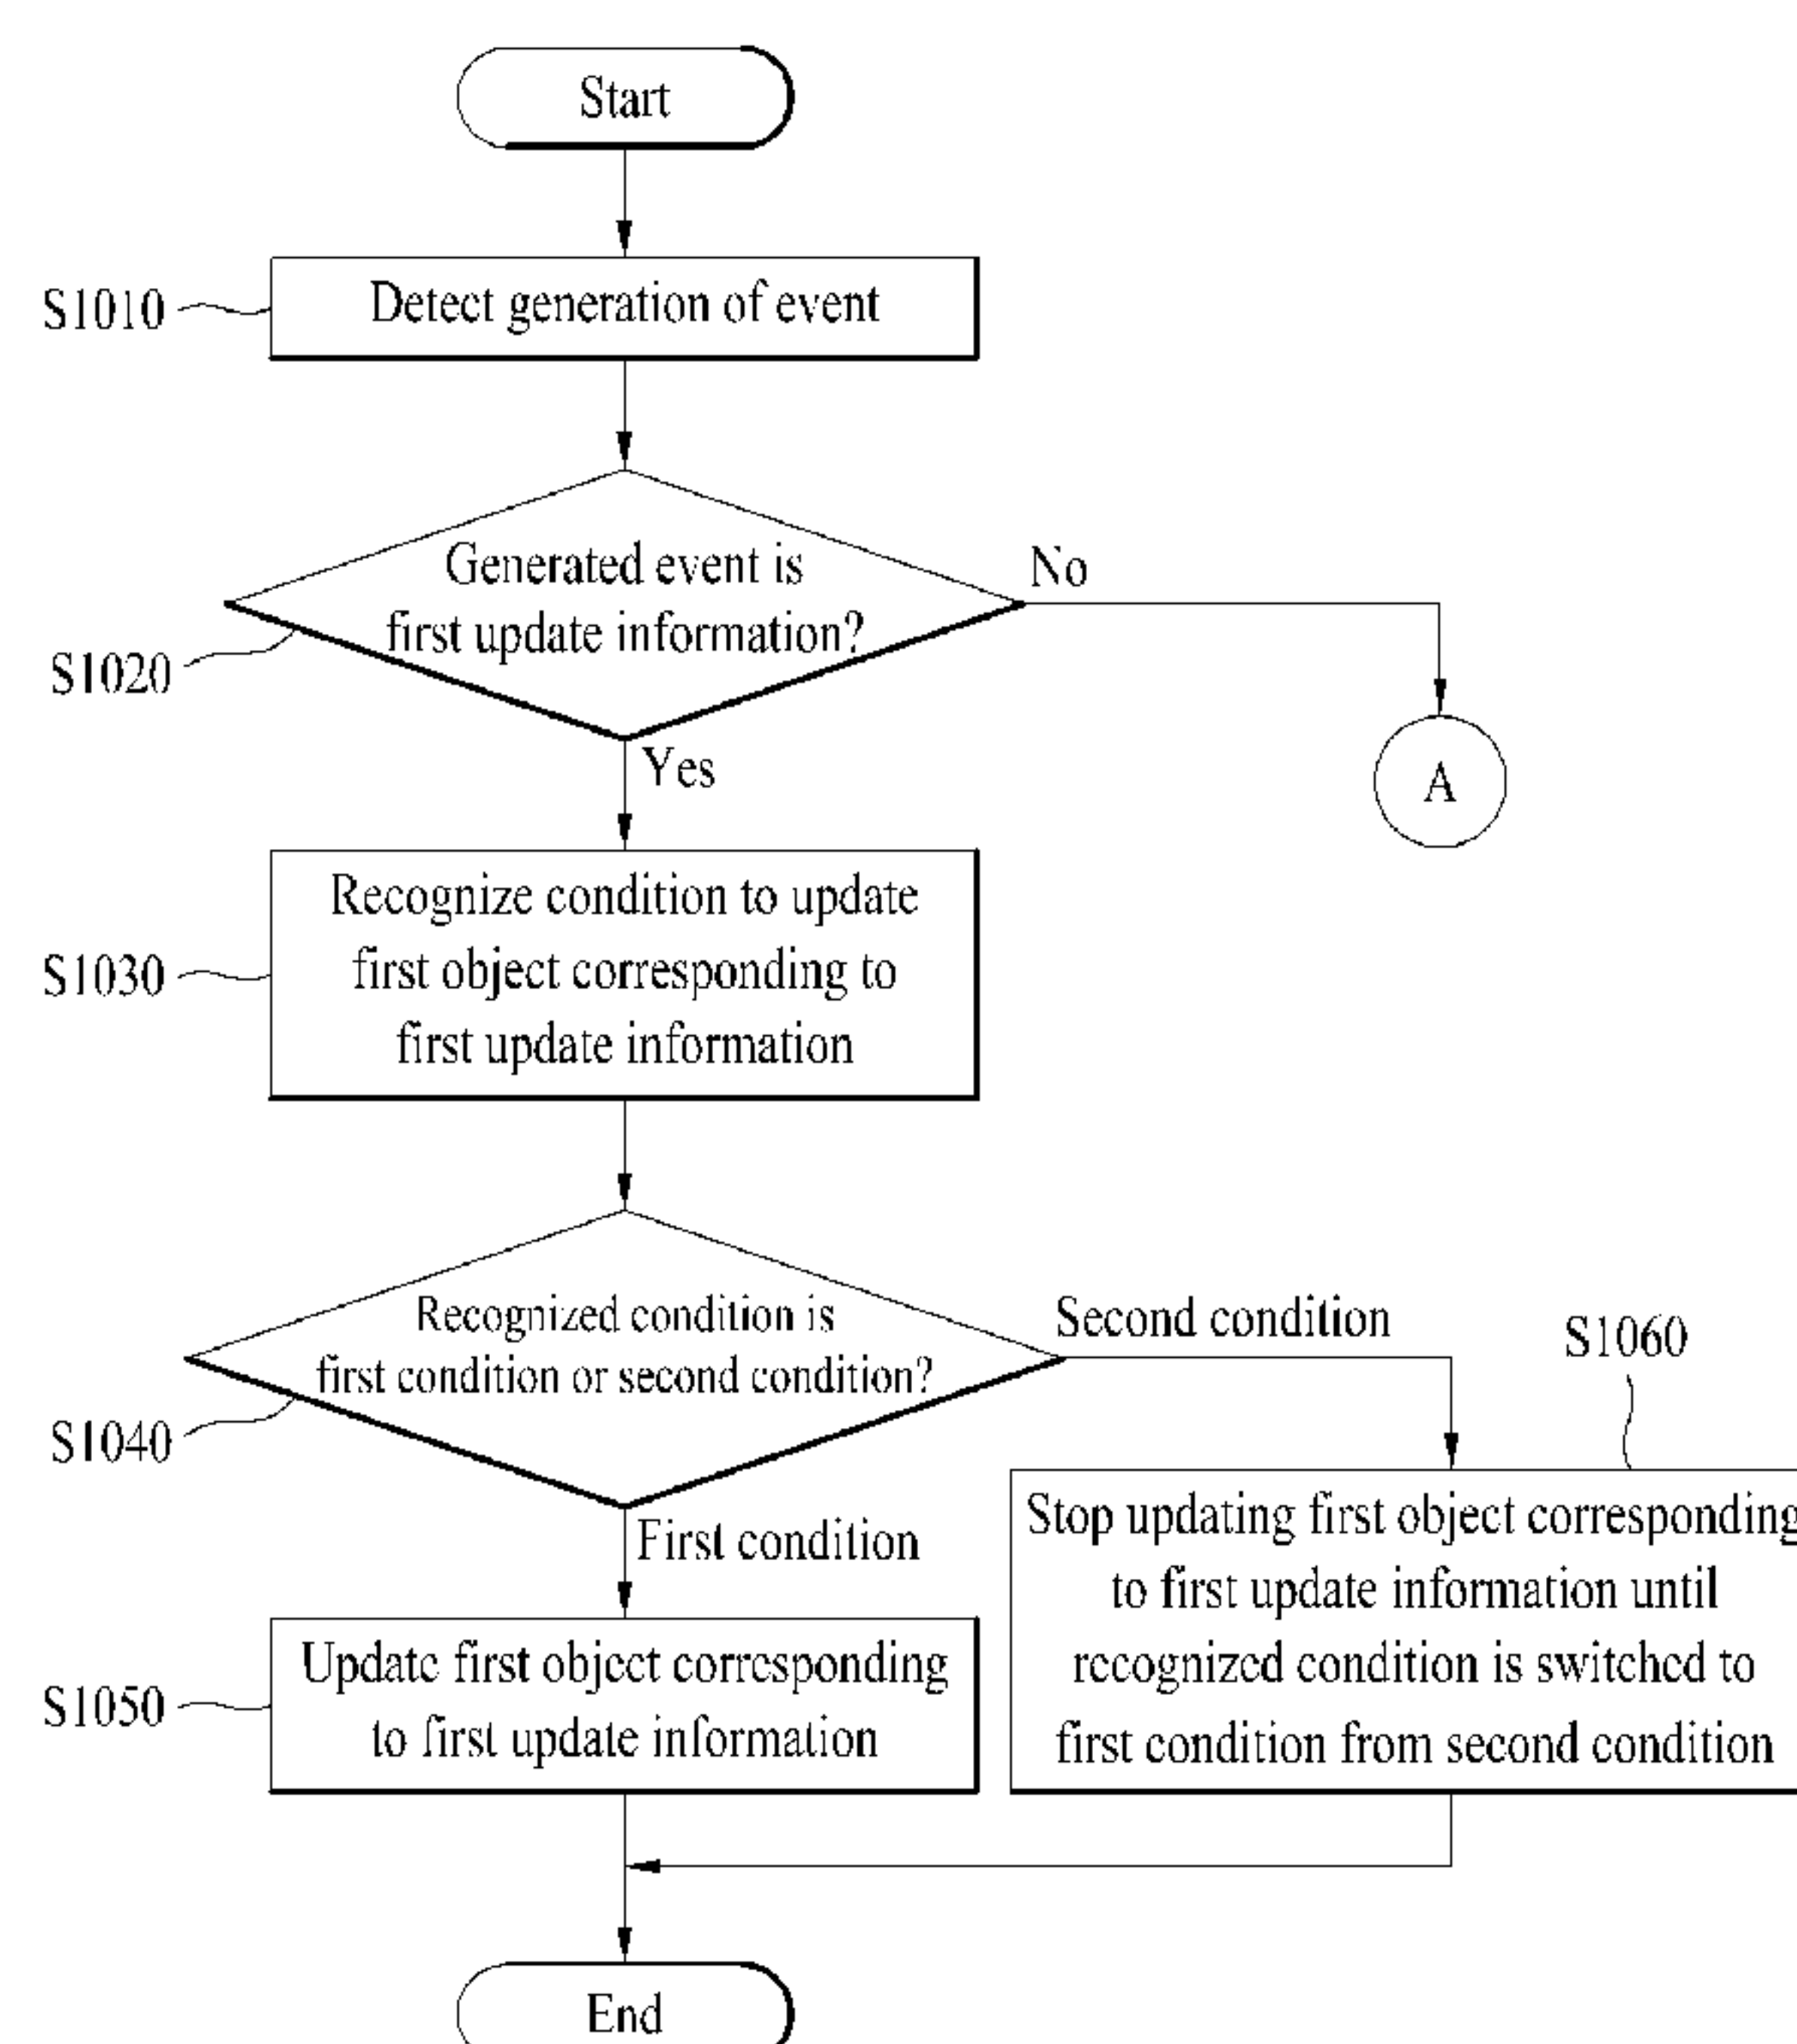 Start
S1010
Detect generation of event
Generated event is
first update information?
No
S1020
Yes
A
Recognize condition to update
first object corresponding to
first update information
S1030
Recognized condition is
first condition or second condition?
Second condition
S1060
S1040
First condition
Stop updating first object corresponding
to first update information until
recognized condition is switched to
first condition from second condition
Update first object corresponding
to first update information
S1050
End